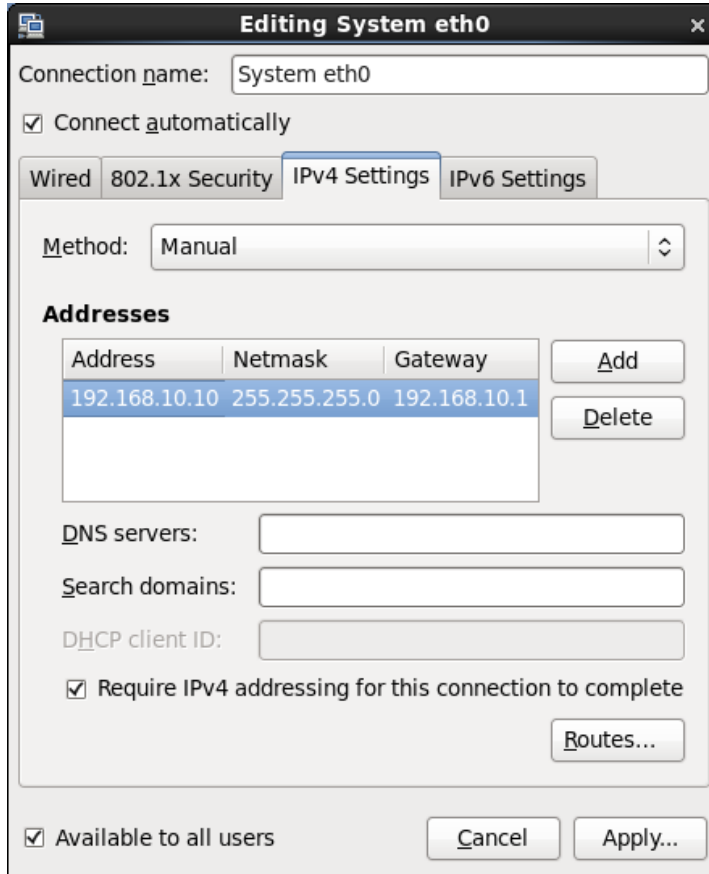 Editing System eth0
Connection name: System eth0
Connect automatically
Wired 802.1x Security IPv4 Settings IPv6 Settings
Method: Manual
Addresses
Address Netmask Gateway
192.168.10.10 255.255.255.0 192.168.10.1
Add
Delete
DNS servers:
Search domains:
DHCP client ID:
Require IPv4 addressing for this connection to complete
Routes...
Available to all users Cancel Apply...